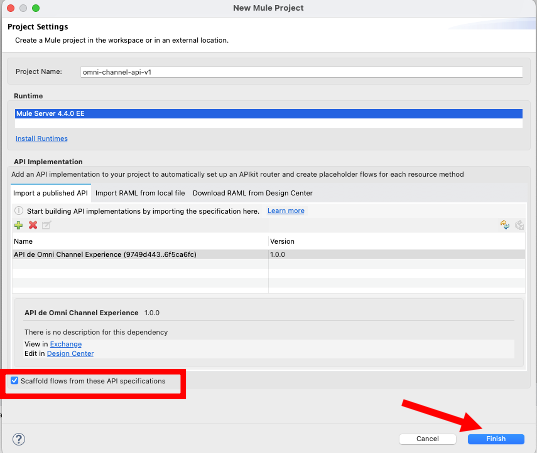 New Mule Project
Project Settings
Create a Mule project in the workspace or in an external location.
Project Name: omni-channel-api-v1
Runtime
Mule Server 4.4.0 EE
Install Runtimes
API Implementation
Add an API implementation to your project to automatically set up an APIkit router and create placeholder flows for each resource method
Import a published API Import RAML from local file Download RAML from Design Center
Start building API implementations by importing the specification here. Learn more
Name Version
API de Omni Channel Experience (9749d443..6f5ca6fc) 1.0.0
API de Omni Channel Experience 1.0.0
There is no description for this dependency
View in Exchange
Edit in Design Center
Scaffold flows from these API specifications
? Cancel Finish